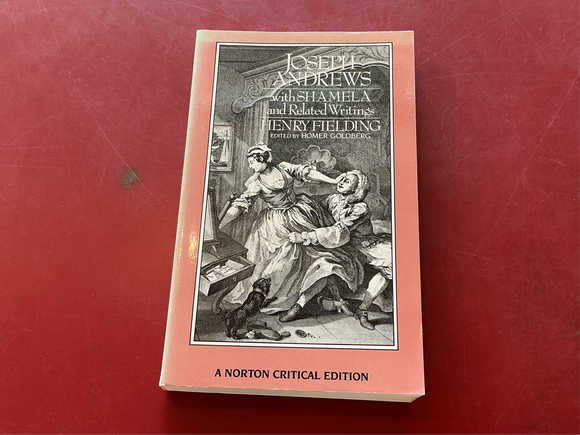 JOSEPH
ANDREWS
with SHAMELA
and Related Writings
HENRY FIELDING
EDITED BY HOMER GOLDBERG
A NORTON CRITICAL EDITION